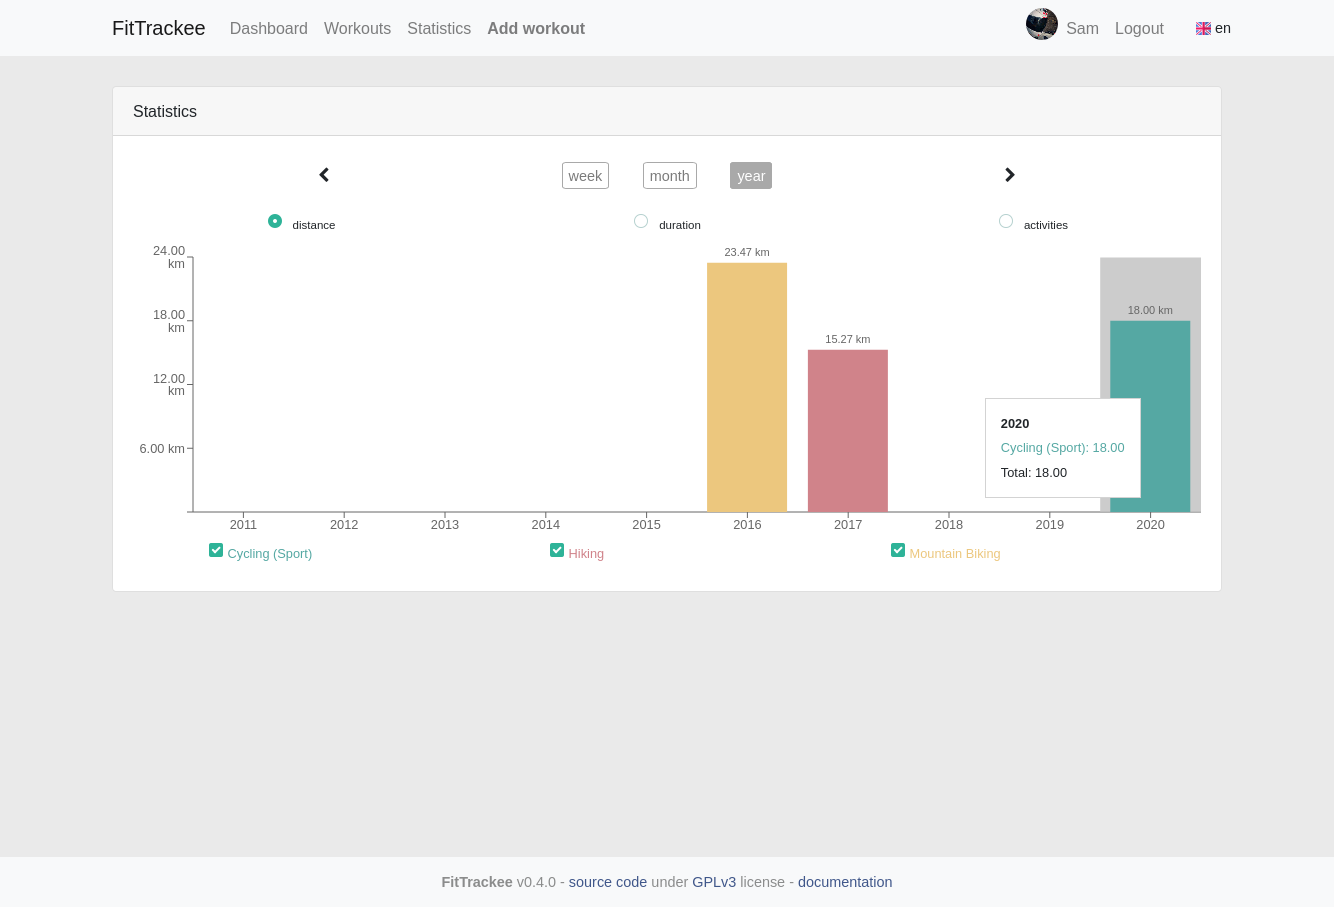 FitTrackee Dashboard Workouts Statistics Add workout Sam Logout en
Statistics
week month year
distance duration activities
24.00 km
18.00 km
12.00 km
6.00 km
23.47 km
15.27 km
18.00 km
2020
Cycling (Sport): 18.00
Total: 18.00
2011 2012 2013 2014 2015 2016 2017 2018 2019 2020
Cycling (Sport) Hiking Mountain Biking
FitTrackee v0.4.0 - source code under GPLv3 license - documentation